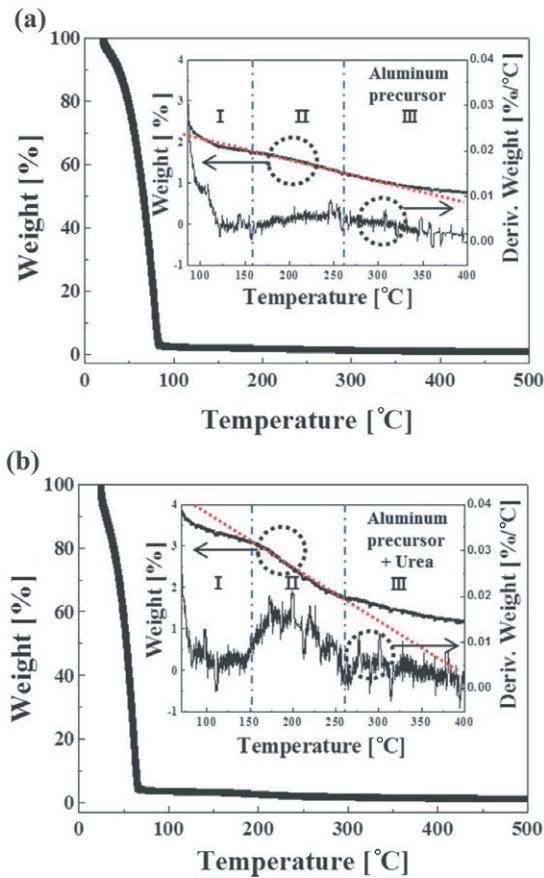 (a)
100
80
60
40
20
0
Weight [%]
0 100 200 300 400 500
Temperature [°C]
4
3
2
1
0
-1
Weight [%]
0.04
0.03
0.02
0.01
0.00
Deriv. Weight [%/°C]
Aluminum
precursor
I II III
100 150 200 250 300 350 400
Temperature [°C]
(b)
100
80
60
40
20
0
Weight [%]
0 100 200 300 400 500
Temperature [°C]
4
3
2
1
0
-1
Weight [%]
0.04
0.03
0.02
0.01
0.00
Deriv. Weight [%/°C]
Aluminum
precursor
+ Urea
I II III
100 150 200 250 300 350 400
Temperature [°C]